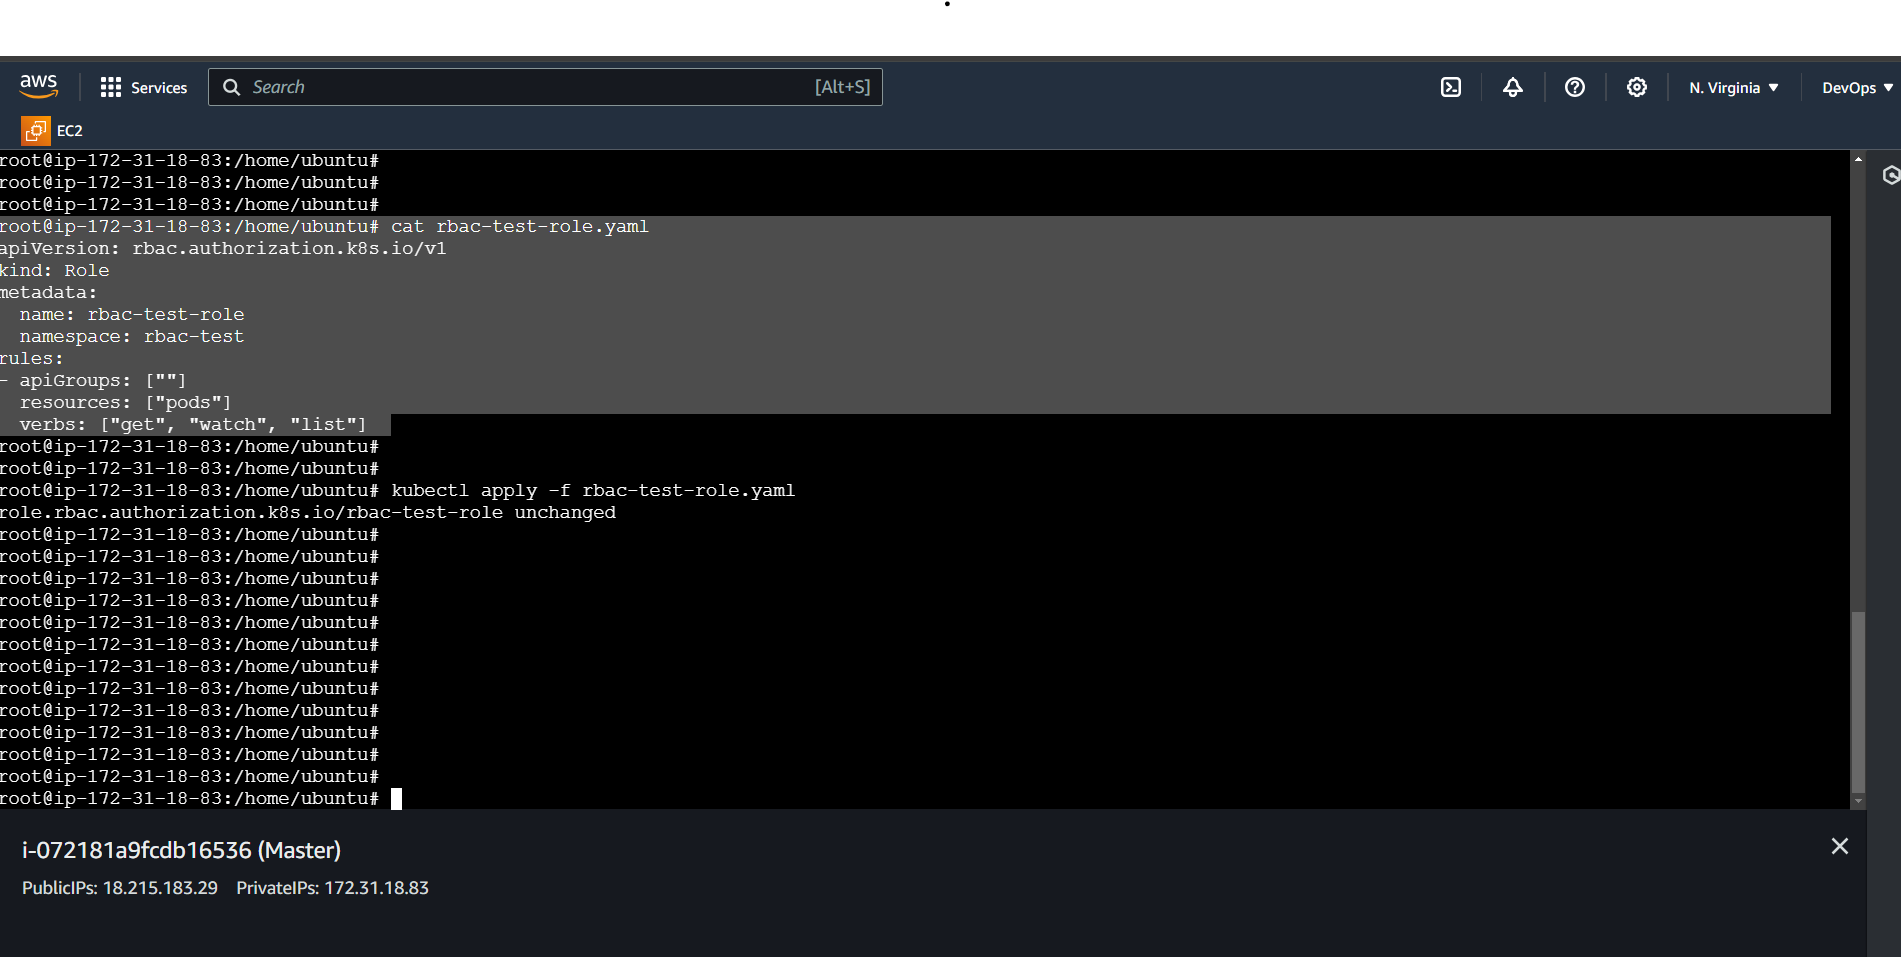 aws Services Search [Alt+S] N. Virginia DevOps
EC2
root@ip-172-31-18-83:/home/ubuntu#
root@ip-172-31-18-83:/home/ubuntu#
root@ip-172-31-18-83:/home/ubuntu#
root@ip-172-31-18-83:/home/ubuntu# cat rbac-test-role.yaml
apiVersion: rbac.authorization.k8s.io/v1
kind: Role
metadata:
  name: rbac-test-role
  namespace: rbac-test
rules:
- apiGroups: [""]
  resources: ["pods"]
  verbs: ["get", "watch", "list"]
root@ip-172-31-18-83:/home/ubuntu#
root@ip-172-31-18-83:/home/ubuntu#
root@ip-172-31-18-83:/home/ubuntu# kubectl apply -f rbac-test-role.yaml
role.rbac.authorization.k8s.io/rbac-test-role unchanged
root@ip-172-31-18-83:/home/ubuntu#
root@ip-172-31-18-83:/home/ubuntu#
root@ip-172-31-18-83:/home/ubuntu#
root@ip-172-31-18-83:/home/ubuntu#
root@ip-172-31-18-83:/home/ubuntu#
root@ip-172-31-18-83:/home/ubuntu#
root@ip-172-31-18-83:/home/ubuntu#
root@ip-172-31-18-83:/home/ubuntu#
root@ip-172-31-18-83:/home/ubuntu#
root@ip-172-31-18-83:/home/ubuntu#
root@ip-172-31-18-83:/home/ubuntu#
root@ip-172-31-18-83:/home/ubuntu#
root@ip-172-31-18-83:/home/ubuntu#
i-072181a9fcdb16536 (Master)
PublicIPs: 18.215.183.29 PrivateIPs: 172.31.18.83